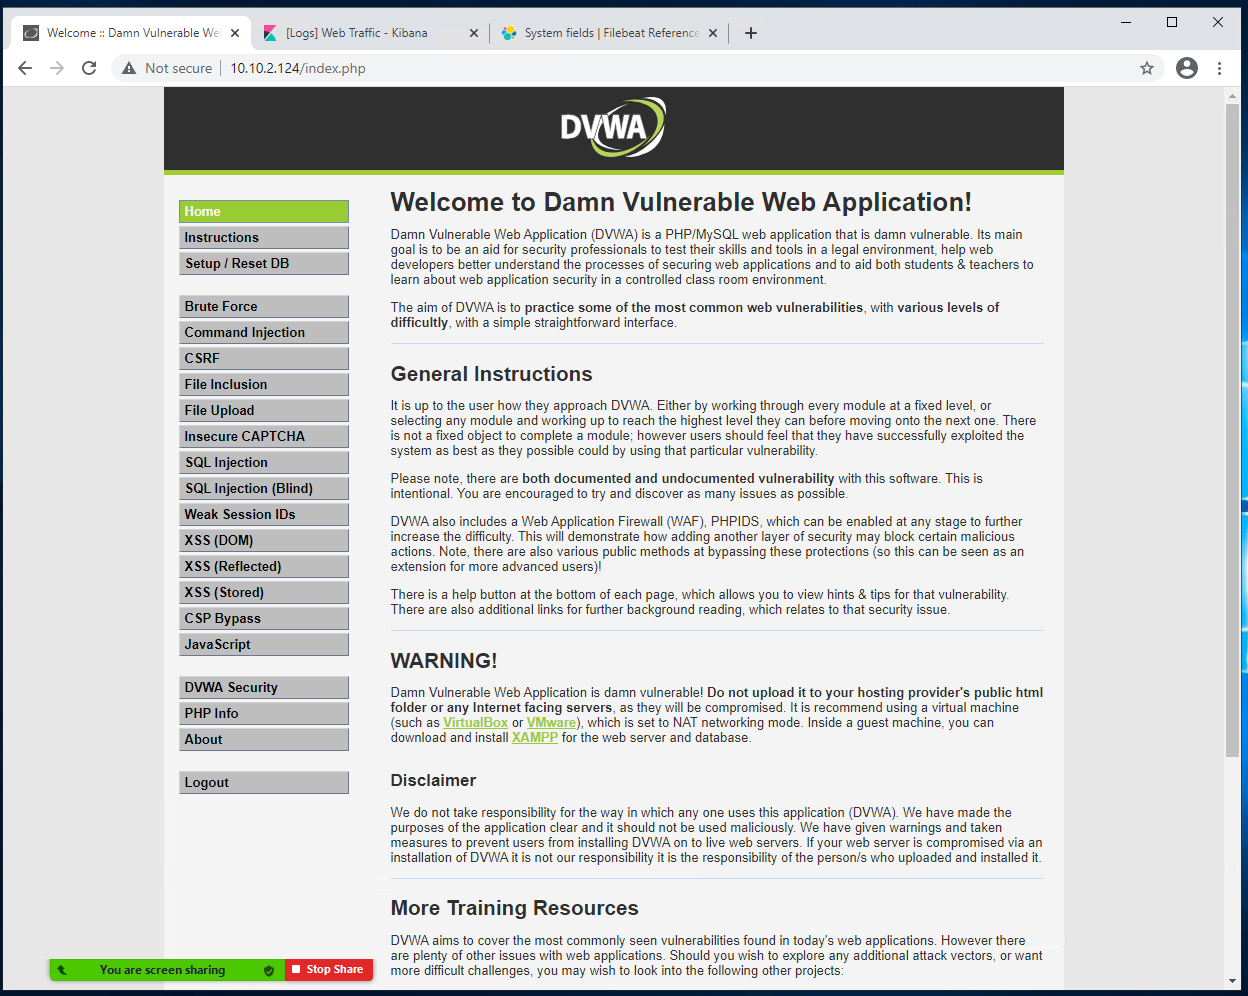 Welcome :: Damn Vulnerable We
[Logs] Web Traffic - Kibana
System fields | Filebeat Reference
Not secure
10.10.2.124/index.php
DVWA
Home
Instructions
Setup / Reset DB
Brute Force
Command Injection
CSRF
File Inclusion
File Upload
Insecure CAPTCHA
SQL Injection
SQL Injection (Blind)
Weak Session IDs
XSS (DOM)
XSS (Reflected)
XSS (Stored)
CSP Bypass
JavaScript
DVWA Security
PHP Info
About
Logout
Welcome to Damn Vulnerable Web Application!
Damn Vulnerable Web Application (DVWA) is a PHP/MySQL web application that is damn vulnerable. Its main
goal is to be an aid for security professionals to test their skills and tools in a legal environment, help web
developers better understand the processes of securing web applications and to aid both students & teachers to
learn about web application security in a controlled class room environment.
The aim of DVWA is to practice some of the most common web vulnerabilities, with various levels of
difficultly, with a simple straightforward interface.
General Instructions
It is up to the user how they approach DVWA. Either by working through every module at a fixed level, or
selecting any module and working up to reach the highest level they can before moving onto the next one. There
is not a fixed object to complete a module; however users should feel that they have successfully exploited the
system as best as they possible could by using that particular vulnerability.
Please note, there are both documented and undocumented vulnerability with this software. This is
intentional. You are encouraged to try and discover as many issues as possible.
DVWA also includes a Web Application Firewall (WAF), PHPIDS, which can be enabled at any stage to further
increase the difficulty. This will demonstrate how adding another layer of security may block certain malicious
actions. Note, there are also various public methods at bypassing these protections (so this can be seen as an
extension for more advanced users)!
There is a help button at the bottom of each page, which allows you to view hints & tips for that vulnerability.
There are also additional links for further background reading, which relates to that security issue.
WARNING!
Damn Vulnerable Web Application is damn vulnerable! Do not upload it to your hosting provider's public html
folder or any Internet facing servers, as they will be compromised. It is recommend using a virtual machine
(such as VirtualBox or VMware), which is set to NAT networking mode. Inside a guest machine, you can
download and install XAMPP for the web server and database.
Disclaimer
We do not take responsibility for the way in which any one uses this application (DVWA). We have made the
purposes of the application clear and it should not be used maliciously. We have given warnings and taken
measures to prevent users from installing DVWA on to live web servers. If your web server is compromised via an
installation of DVWA it is not our responsibility it is the responsibility of the person/s who uploaded and installed it.
More Training Resources
DVWA aims to cover the most commonly seen vulnerabilities found in today's web applications. However there
are plenty of other issues with web applications. Should you wish to explore any additional attack vectors, or want
more difficult challenges, you may wish to look into the following other projects:
You are screen sharing
Stop Share